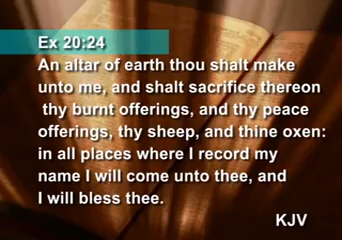 Ex 20:24
An altar of earth thou shalt make
unto me, and shalt sacrifice thereon
thy burnt offerings, and thy peace
offerings, thy sheep, and thine oxen:
in all places where I record my
name I will come unto thee, and
I will bless thee.
KJV